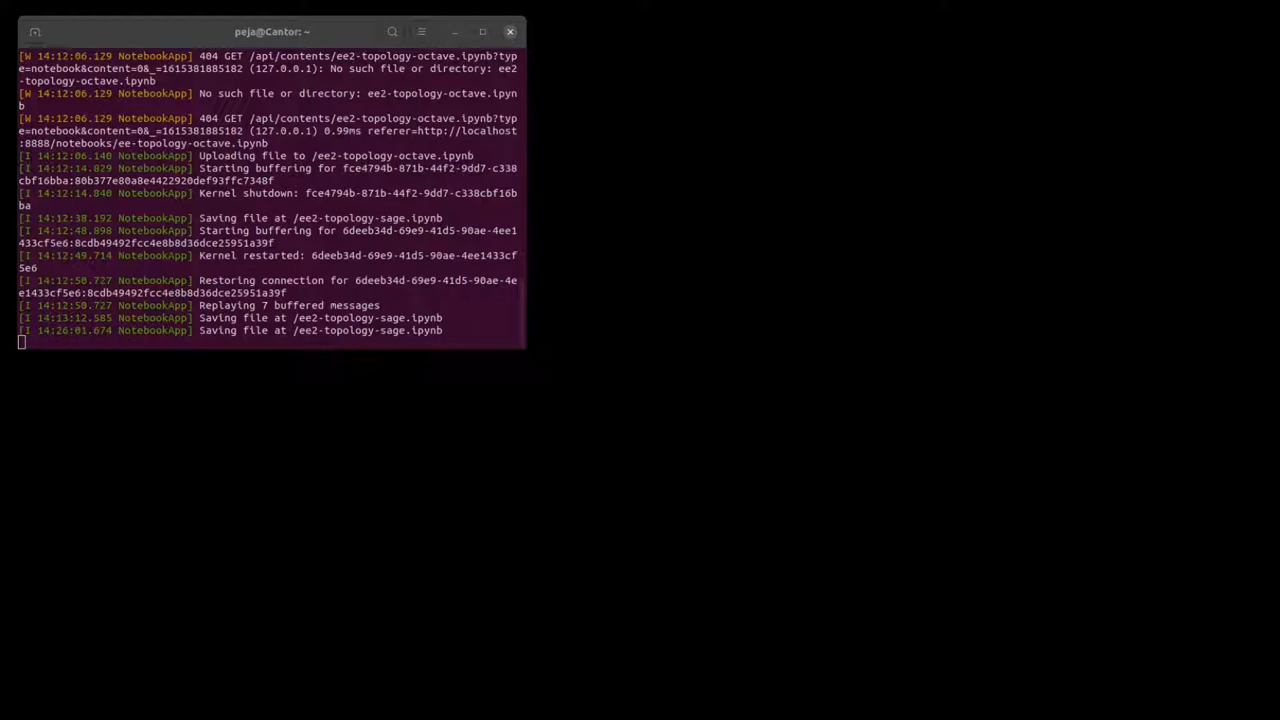 peja@Cantor: ~
[W 14:12:06.129 NotebookApp] 404 GET /api/contents/ee2-topology-octave.ipynb?typ
e=notebook&content=0&_=1615381885182 (127.0.0.1): No such file or directory: ee2
-topology-octave.ipynb
[W 14:12:06.129 NotebookApp] No such file or directory: ee2-topology-octave.ipyn
b
[W 14:12:06.129 NotebookApp] 404 GET /api/contents/ee2-topology-octave.ipynb?typ
e=notebook&content=0&_=1615381885182 (127.0.0.1) 0.99ms referer=http://localhost
:8888/notebooks/ee-topology-octave.ipynb
[I 14:12:06.140 NotebookApp] Uploading file to /ee2-topology-octave.ipynb
[I 14:12:14.829 NotebookApp] Starting buffering for fce4794b-871b-44f2-9dd7-c338
cbf16bba:80b377e80a8e4422920def93ffc7348f
[I 14:12:14.840 NotebookApp] Kernel shutdown: fce4794b-871b-44f2-9dd7-c338cbf16b
ba
[I 14:12:38.192 NotebookApp] Saving file at /ee2-topology-sage.ipynb
[I 14:12:48.898 NotebookApp] Starting buffering for 6deeb34d-69e9-41d5-90ae-4ee1
433cf5e6:8cdb49492fcc4e8b8d36dce25951a39f
[I 14:12:49.714 NotebookApp] Kernel restarted: 6deeb34d-69e9-41d5-90ae-4ee1433cf
5e6
[I 14:12:50.727 NotebookApp] Restoring connection for 6deeb34d-69e9-41d5-90ae-4e
e1433cf5e6:8cdb49492fcc4e8b8d36dce25951a39f
[I 14:12:50.727 NotebookApp] Replaying 7 buffered messages
[I 14:13:12.585 NotebookApp] Saving file at /ee2-topology-sage.ipynb
[I 14:26:01.674 NotebookApp] Saving file at /ee2-topology-sage.ipynb